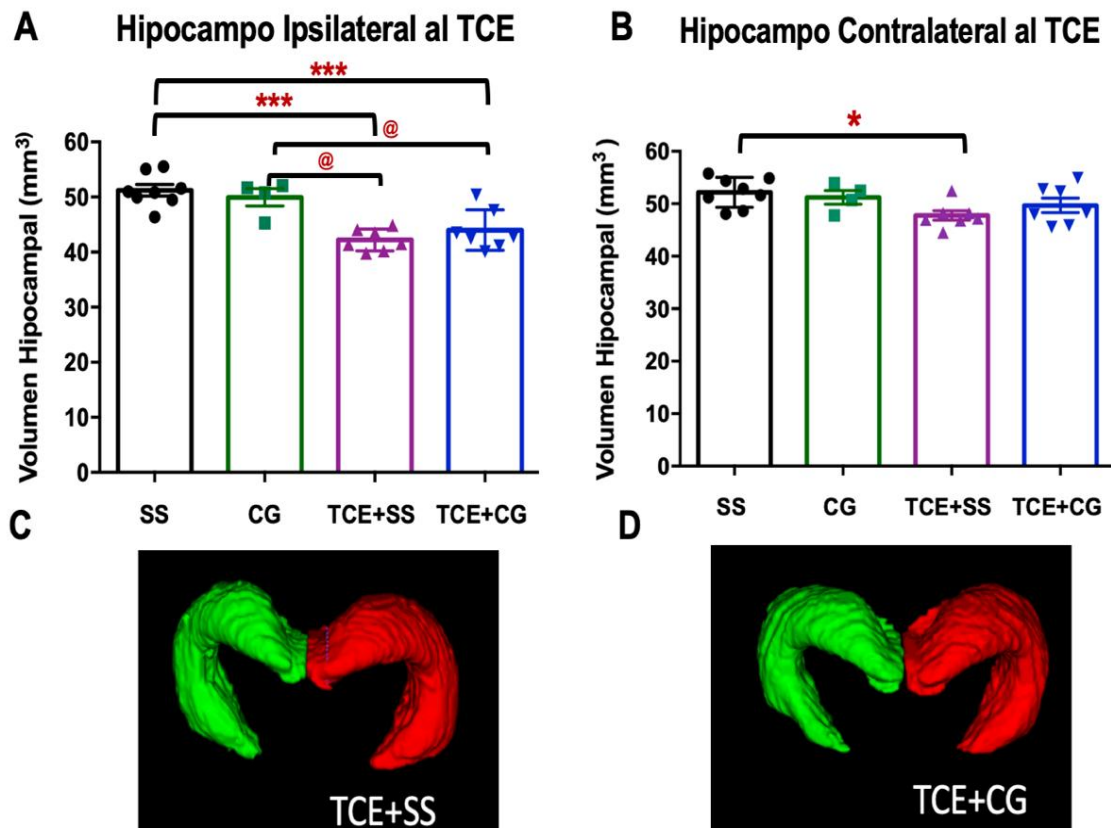 A
Hipocampo Ipsilateral al TCE
***
***
@
@
Volumen Hipocampal (mm³)
60
50
40
30
20
10
0
SS CG TCE+SS TCE+CG
B
Hipocampo Contralateral al TCE
*
Volumen Hipocampal (mm³ )
60
50
40
30
20
10
0
SS CG TCE+SS TCE+CG
C
TCE+SS
D
TCE+CG